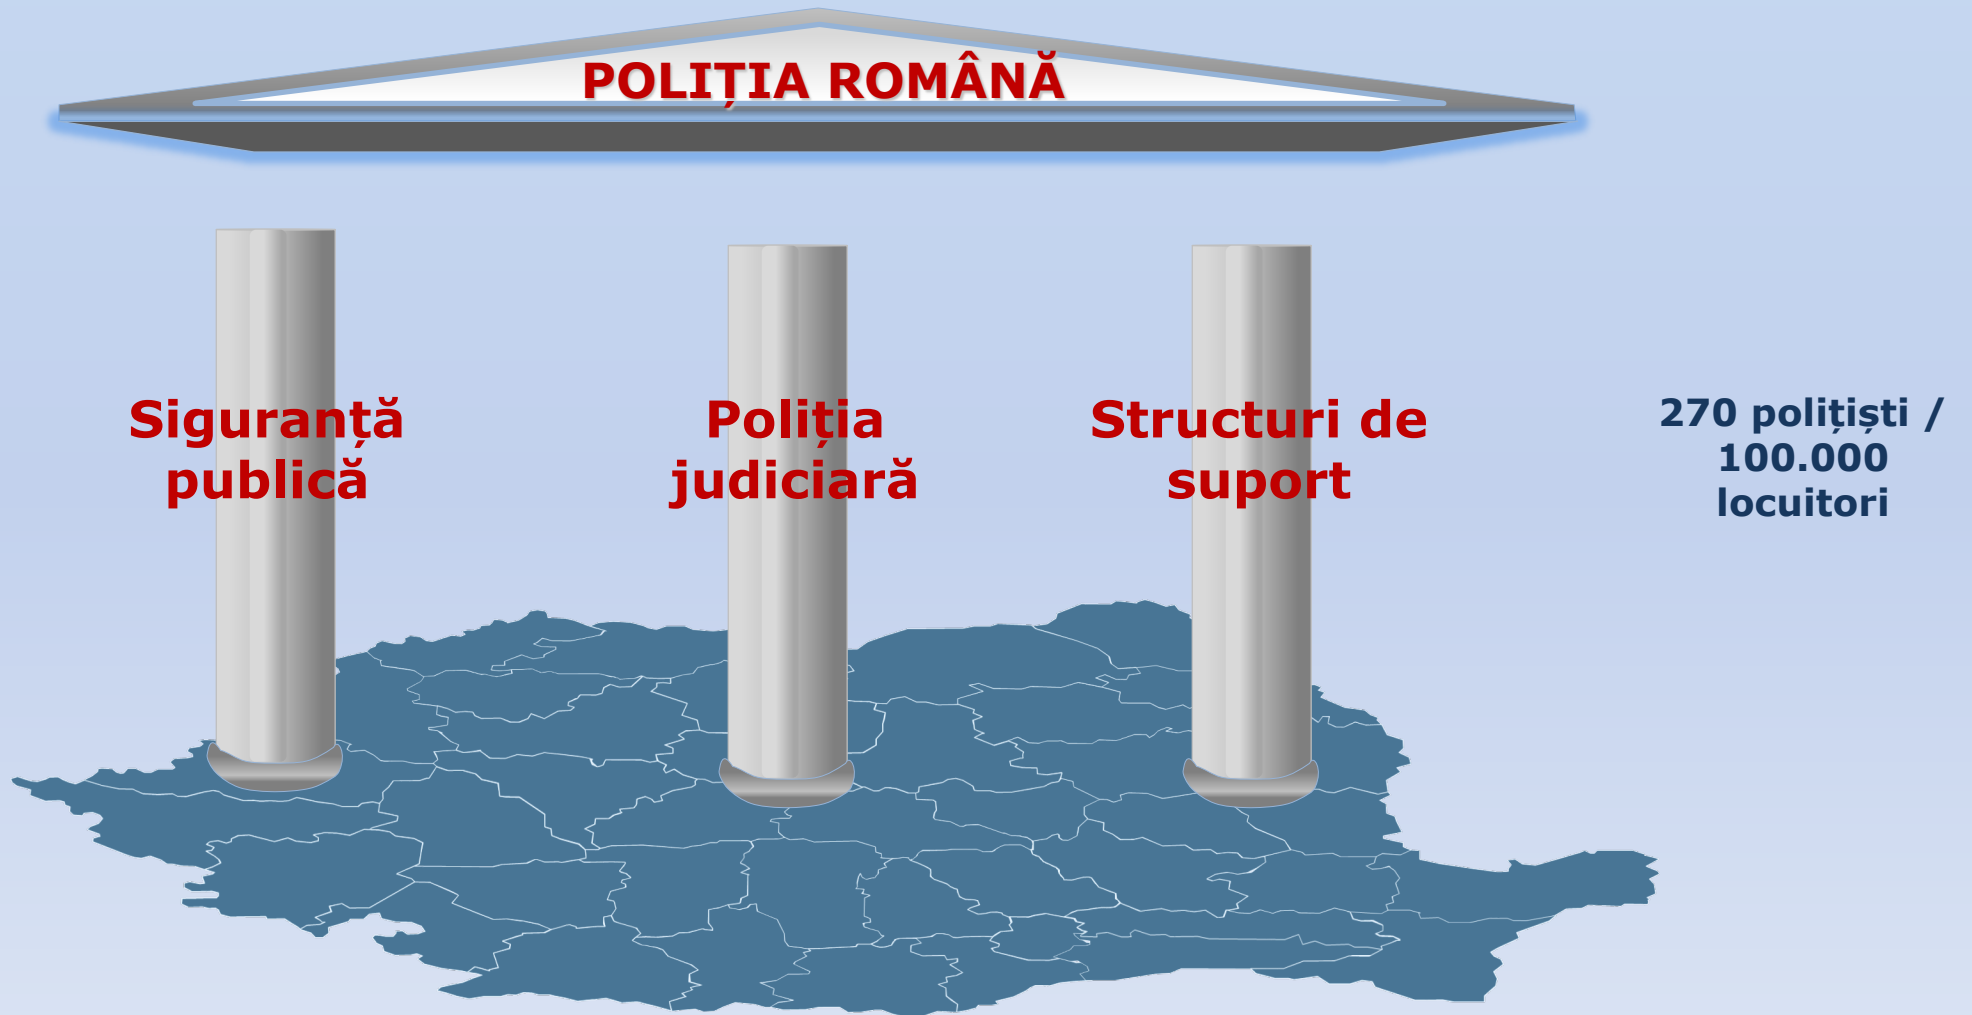 POLIȚIA ROMÂNĂ
Siguranță
publică
Poliția
judiciară
Structuri de
suport
270 polițiști /
100.000
locuitori